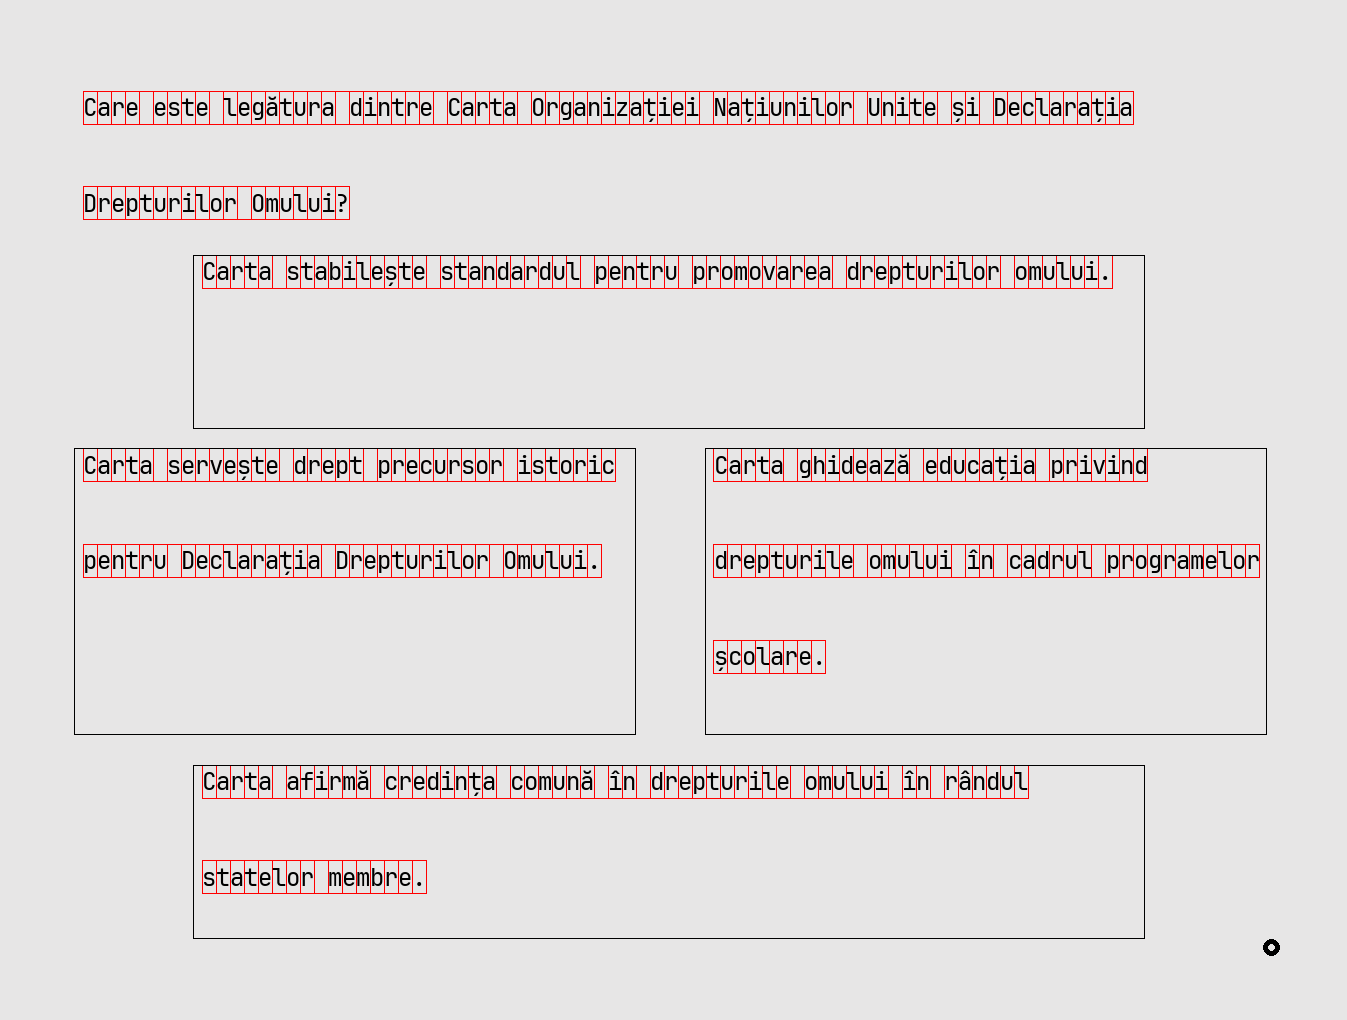 Care este legătura dintre Carta Organizației Națiunilor Unite și Declarația
Drepturilor Omului?
Carta stabilește standardul pentru promovarea drepturilor omului.
Carta servește drept precursor istoric
pentru Declarația Drepturilor Omului.
Carta ghidează educația privind
drepturile omului în cadrul programelor
școlare.
Carta afirmă credința comună în drepturile omului în rândul
statelor membre.